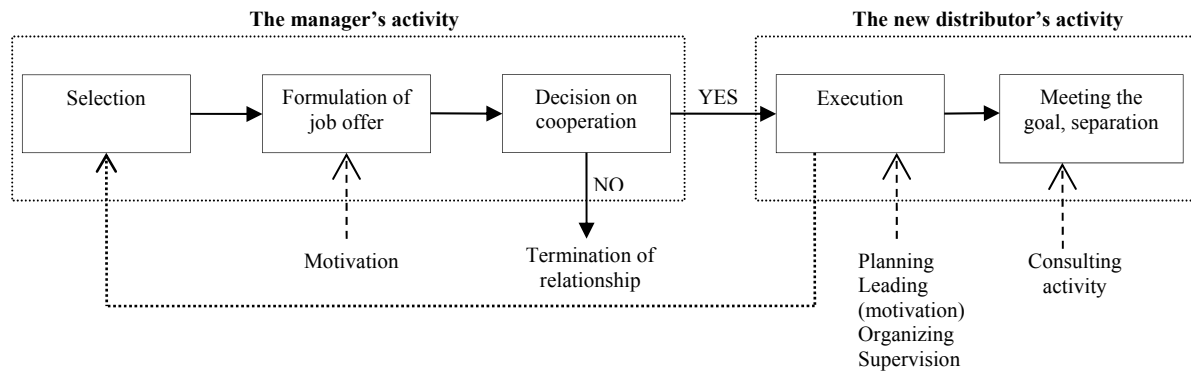 The manager's activity
The new distributor's activity
Selection
Formulation of
job offer
Decision on
cooperation
YES
Execution
Meeting the
goal, separation
NO
Motivation
Termination of
relationship
Planning
Leading
(motivation)
Organizing
Supervision
Consulting
activity